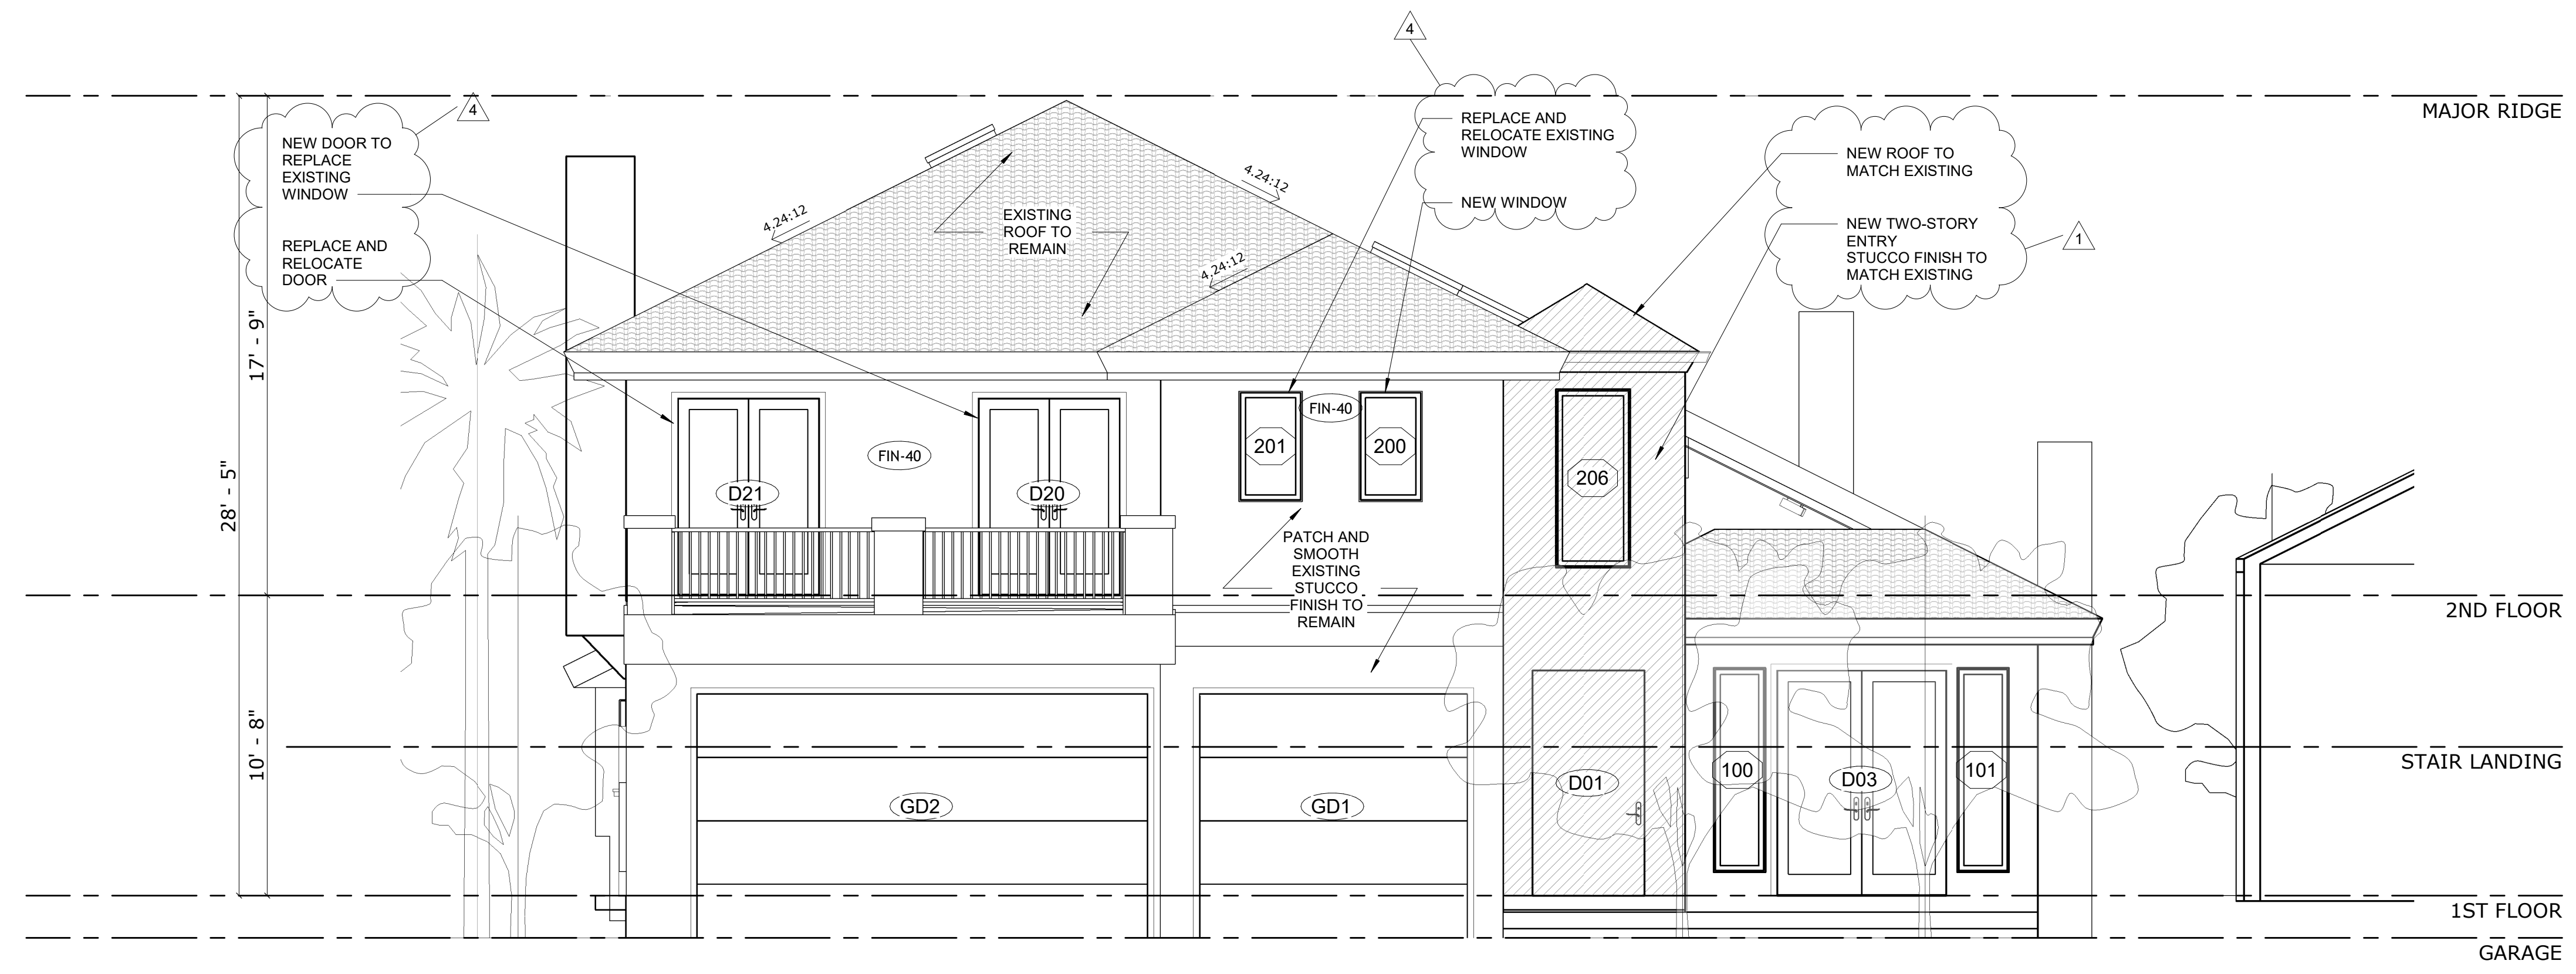 4
MAJOR RIDGE
4
NEW DOOR TO
REPLACE
EXISTING
WINDOW
REPLACE AND
RELOCATE
DOOR
REPLACE AND
RELOCATE EXISTING
WINDOW
NEW WINDOW
NEW ROOF TO
MATCH EXISTING
NEW TWO-STORY
ENTRY
STUCCO FINISH TO
MATCH EXISTING
1
4.24:12
4.24:12
4.24:12
EXISTING
ROOF TO
REMAIN
17' - 9"
28' - 5"
10' - 8"
FIN-40
FIN-40
201
200
206
D21
D20
PATCH AND
SMOOTH
EXISTING
STUCCO
FINISH TO
REMAIN
2ND FLOOR
STAIR LANDING
GD2
GD1
D01
100
D03
101
1ST FLOOR
GARAGE